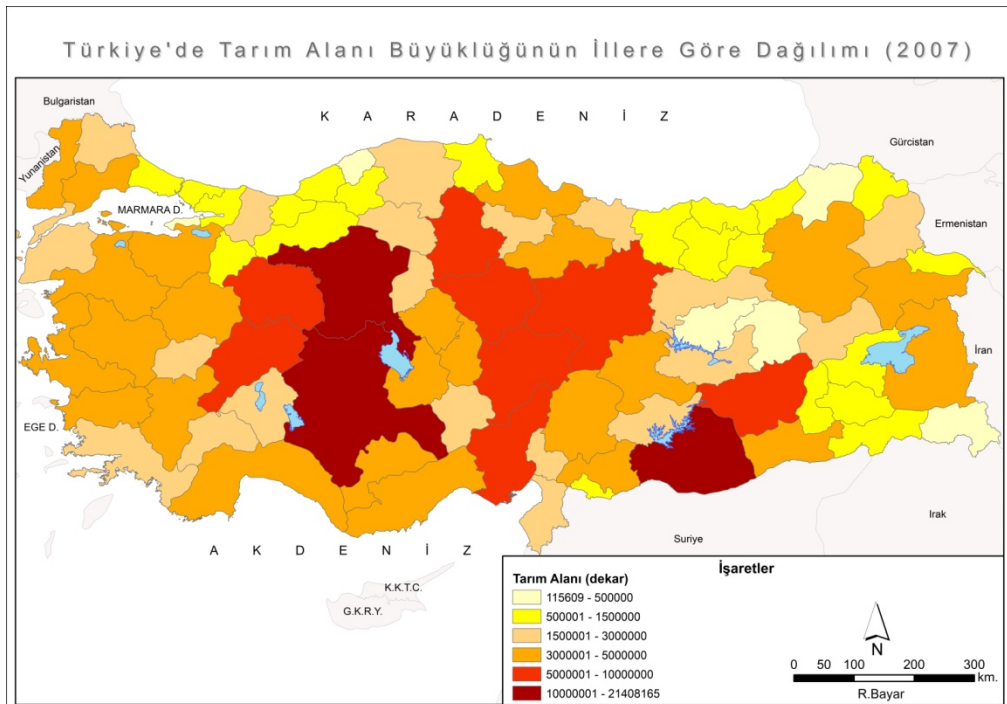 Türkiye'de Tarım Alanı Büyüklüğünün İllere Göre Dağılımı (2007)
Bulgaristan
K A R A D E N İ Z
Gürcistan
Yunanistan
MARMARA D.
Ermenistan
İran
EGE D.
Irak
Suriye
A K D E N İ Z
K.K.T.C.
G.K.R.Y.
İşaretler
Tarım Alanı (dekar)
115609 - 500000
500001 - 1500000
1500001 - 3000000
3000001 - 5000000
5000001 - 10000000
10000001 - 21408165
N
0 50 100 200 300
km.
R.Bayar